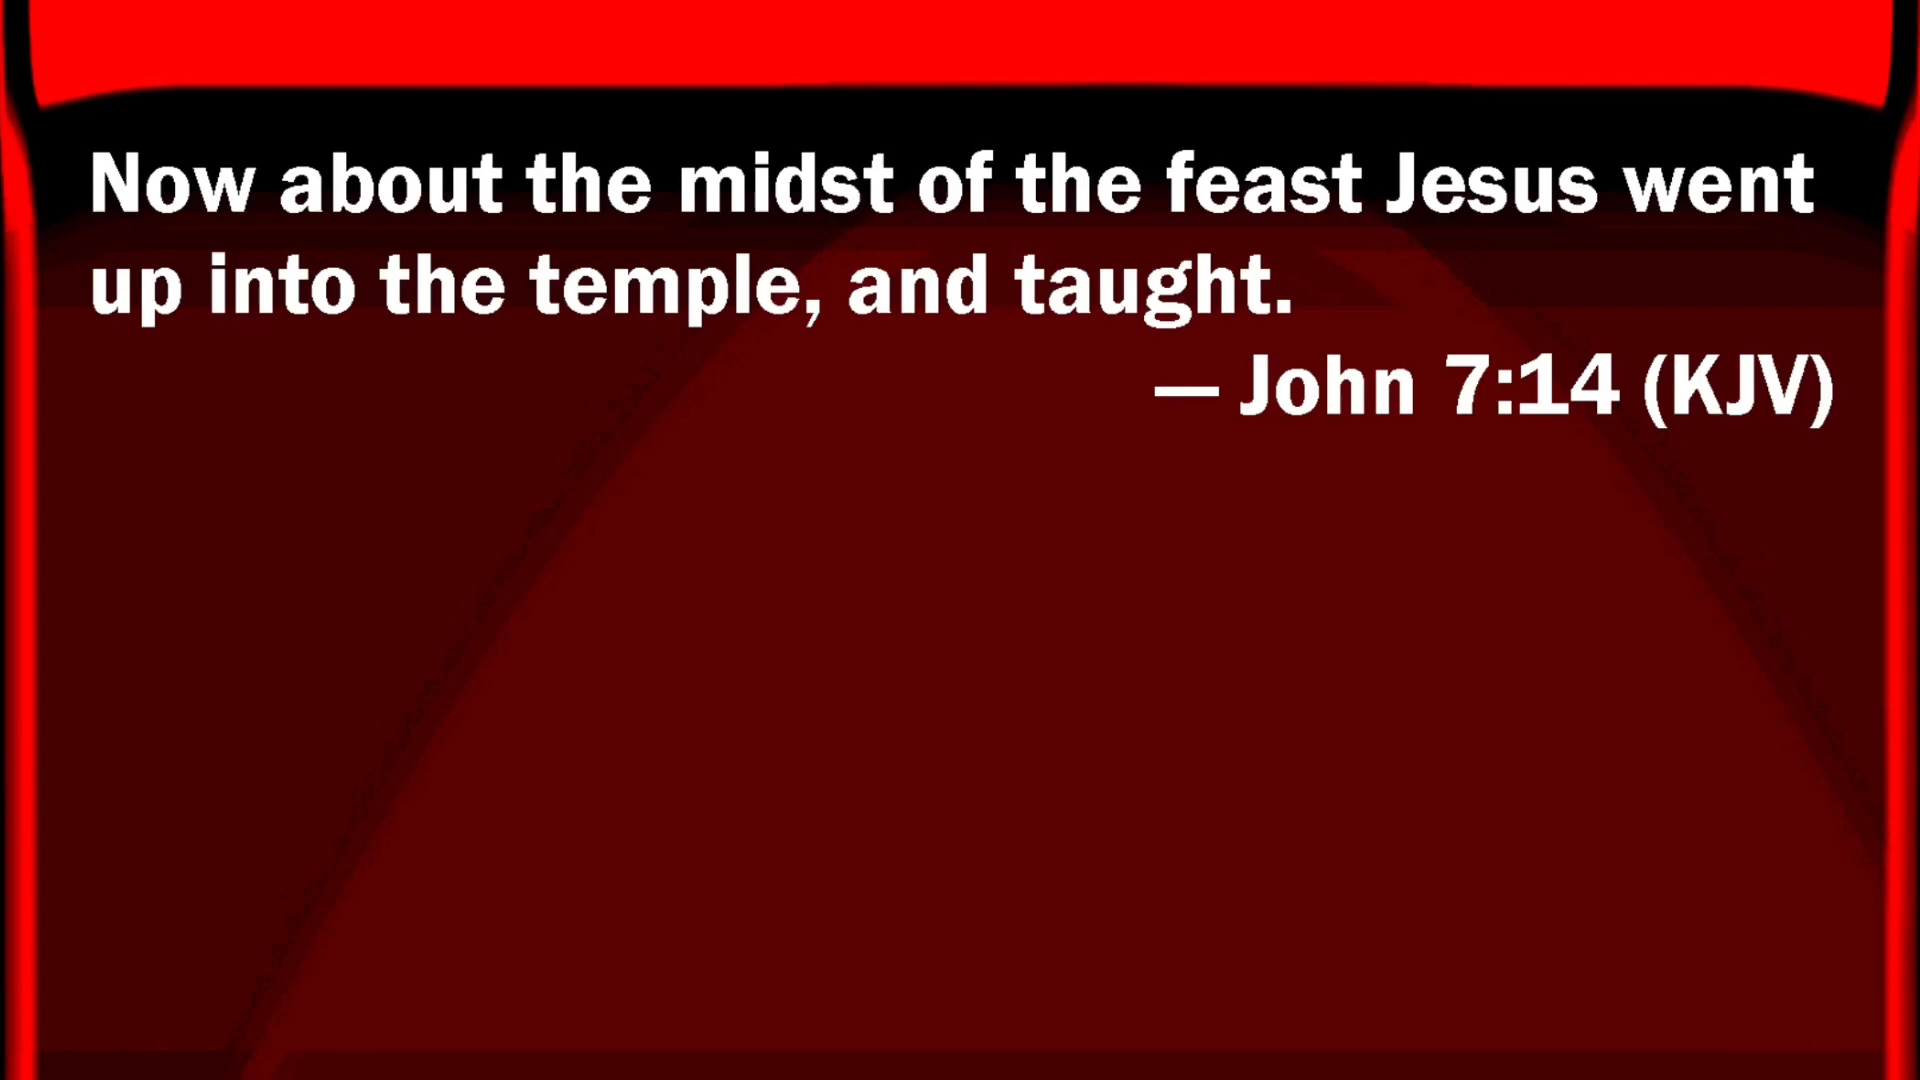 Now about the midst of the feast Jesus went
up into the temple, and taught.
— John 7:14 (KJV)